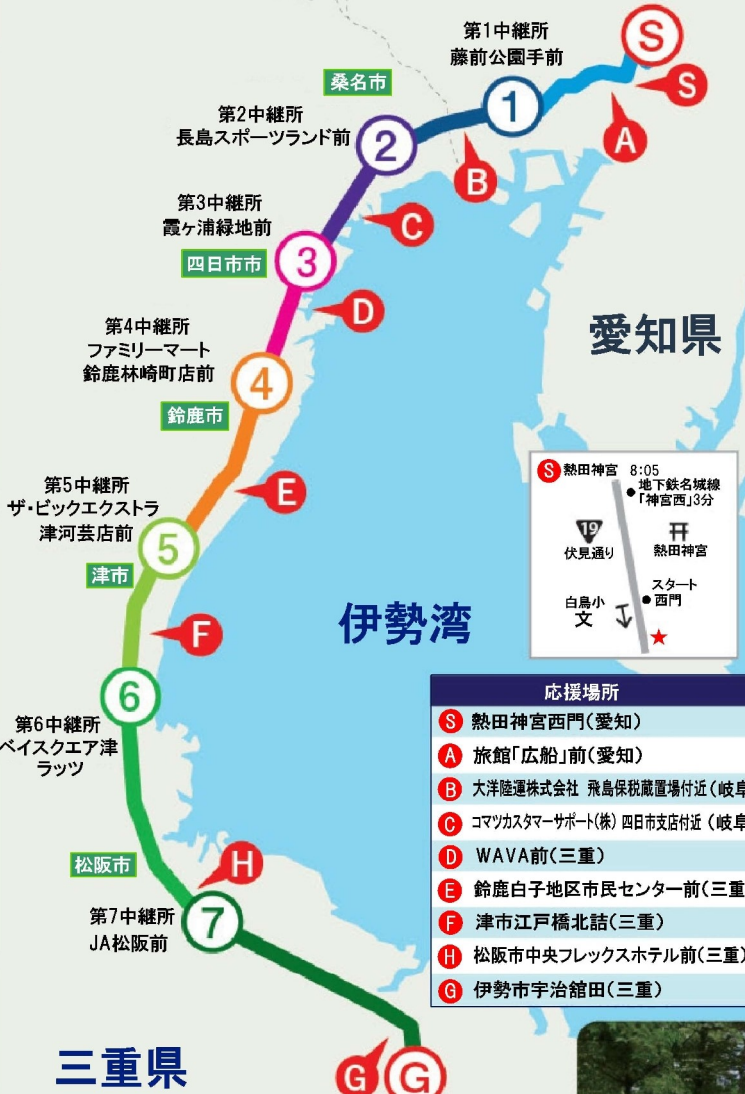 第1中継所
藤前公園手前
S
S
桑名市
1
A
第2中継所
長島スポーツランド前
2
B
第3中継所
霞ヶ浦緑地前
C
四日市市
3
D
愛知県
第4中継所
ファミリーマート
鈴鹿林崎町店前
4
鈴鹿市
S 熱田神宮 8:05
地下鉄名城線
「神宮西」3分
19
伏見通り
熱田神宮
スタート
西門
白鳥小
文
第5中継所
ザ・ビックエクストラ
津河芸店前
E
5
津市
伊勢湾
F
6
第6中継所
ベイスクエア津
ラッツ
応援場所
S 熱田神宮西門(愛知)
A 旅館「広船」前(愛知)
B 大洋陸運株式会社 飛島保税蔵置場付近(岐阜
C コマツカスタマーサポート(株) 四日市支店付近(岐阜
D WAVA前(三重)
E 鈴鹿白子地区市民センター前(三重
F 津市江戸橋北詰(三重)
H 松阪市中央フレックスホテル前(三重)
G 伊勢市宇治舘田(三重)
松阪市
H
第7中継所
JA松阪前
7
三重県
G
G